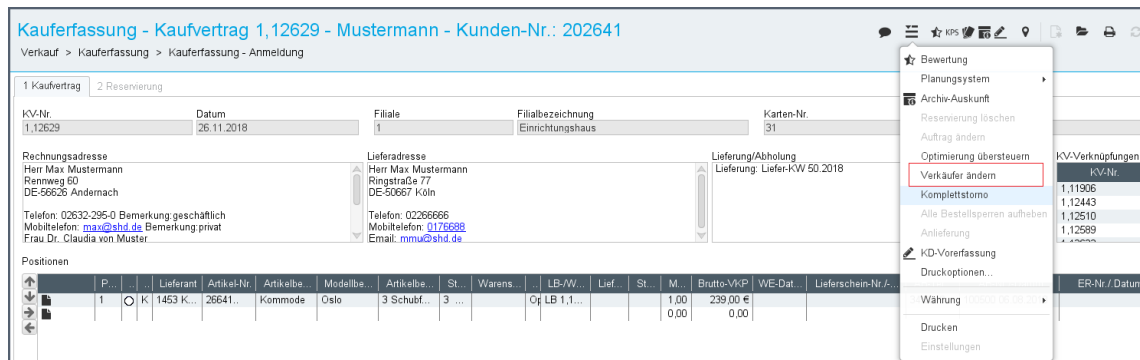 Kauferfassung - Kaufvertrag 1,12629 - Mustermann - Kunden-Nr.: 202641
KPS
Verkauf > Kauferfassung > Kauferfassung - Anmeldung
1 Kaufvertrag 2 Reservierung
KV-Nr. Datum Filiale Filialbezeichnung Karten-Nr.
1,12629 26.11.2018 1 Einrichtungshaus 31
Rechnungsadresse Lieferadresse Lieferung/Abholung KV-Verknüpfungen
Herr Max Mustermann
Rennweg 60
DE-56626 Andernach
Telefon: 02632-295-0 Bemerkung:geschäftlich
Mobiltelefon: max@shd.de Bemerkung:privat
Frau Dr. Claudia von Muster
Herr Max Mustermann
Ringstraße 77
DE-50667 Köln
Telefon: 02266666
Mobiltelefon: 0176688
Email: mmu@shd.de
Lieferung: Liefer-KW 50.2018
KV-Nr.
1,11906
1,12443
1,12510
1,12589
Bewertung
Planungsystem
Archiv-Auskunft
Reservierung löschen
Auftrag ändern
Optimierung übersteuern
Verkäufer ändern
Komplettstorno
Alle Bestellsperren aufheben
Anlieferung
KD-Vorerfassung
Druckoptionen...
Währung
Drucken
Einstellungen
Positionen
P... .. .. Lieferant Artikel-Nr. Artikelbe... Modellbe... Artikelbe... St... Warens... LB-/W... Lief... St... M... Brutto-VKP WE-Dat... Lieferschein-Nr./-... ER-Nr./.Datum
1 K 1453 K... 26641... Kommode Oslo 3 Schubf... 3 ... Op LB 1,1... 1,00 239,00 €
0,00 0,00